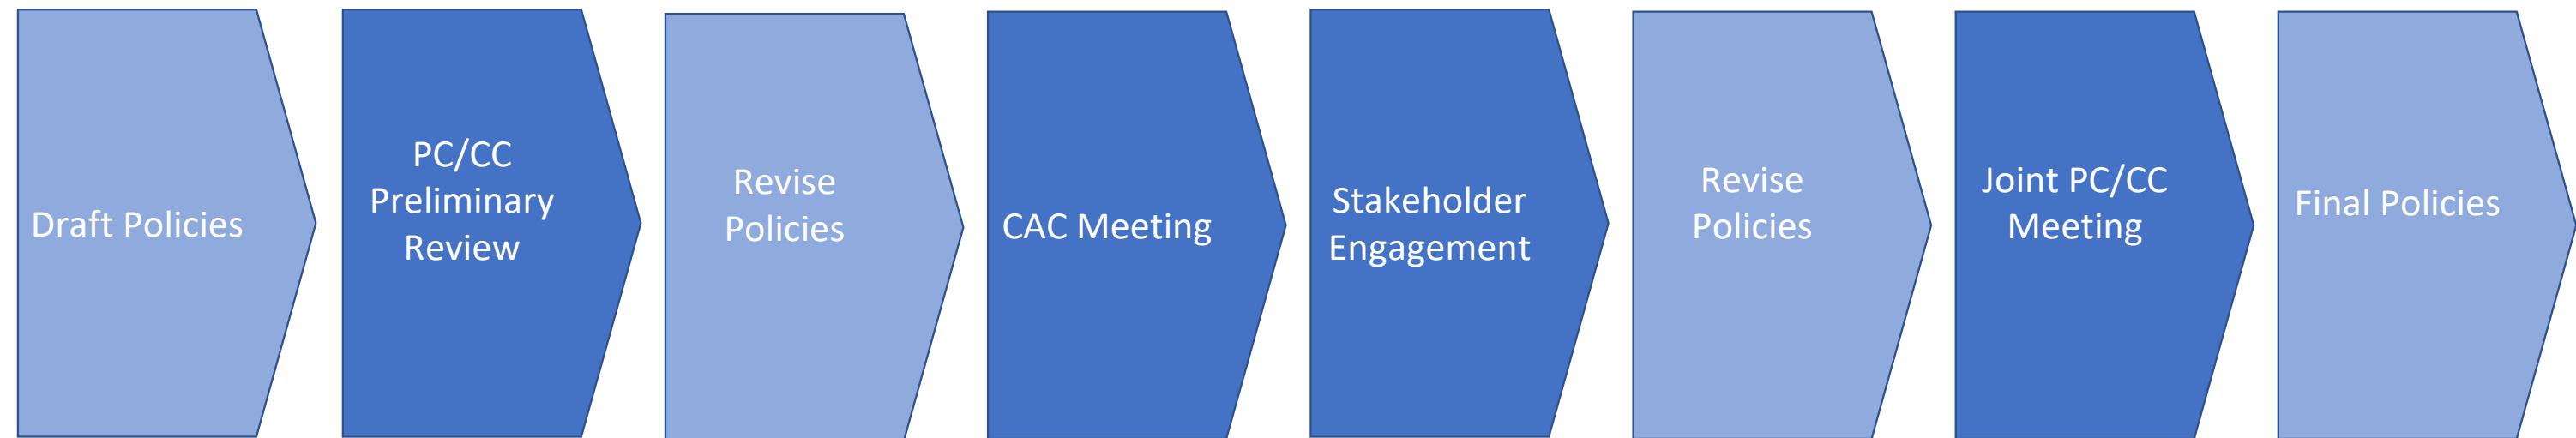 Draft Policies
PC/CC
Preliminary
Review
Revise
Policies
CAC Meeting
Stakeholder
Engagement
Revise
Policies
Joint PC/CC
Meeting
Final Policies